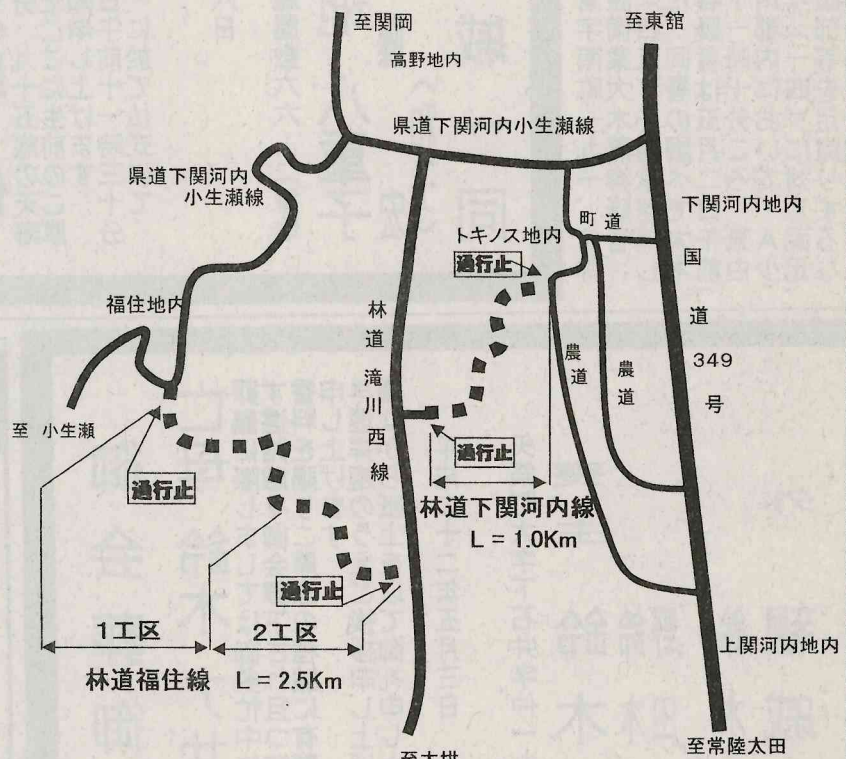 至関岡
至東舘
高野地内
県道下関河内小生瀬線
県道下関河内
小生瀬線
下関河内地内
町道
トキノス地内
通行止
国道349号
福住地内
林道滝川西線
農道
農道
至 小生瀬
通行止
通行止
林道下関河内線
L = 1.0Km
通行止
1工区
2工区
林道福住線 L = 2.5Km
上関河内地内
至常陸太田